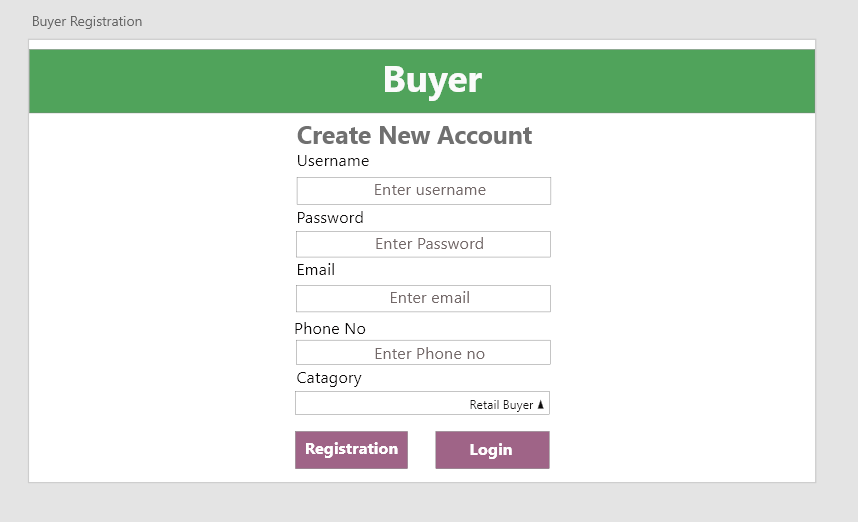 Buyer Registration
Buyer
Create New Account
Username
Enter username
Password
Enter Password
Email
Enter email
Phone No
Enter Phone no
Catagory
Retail Buyer
Registration Login